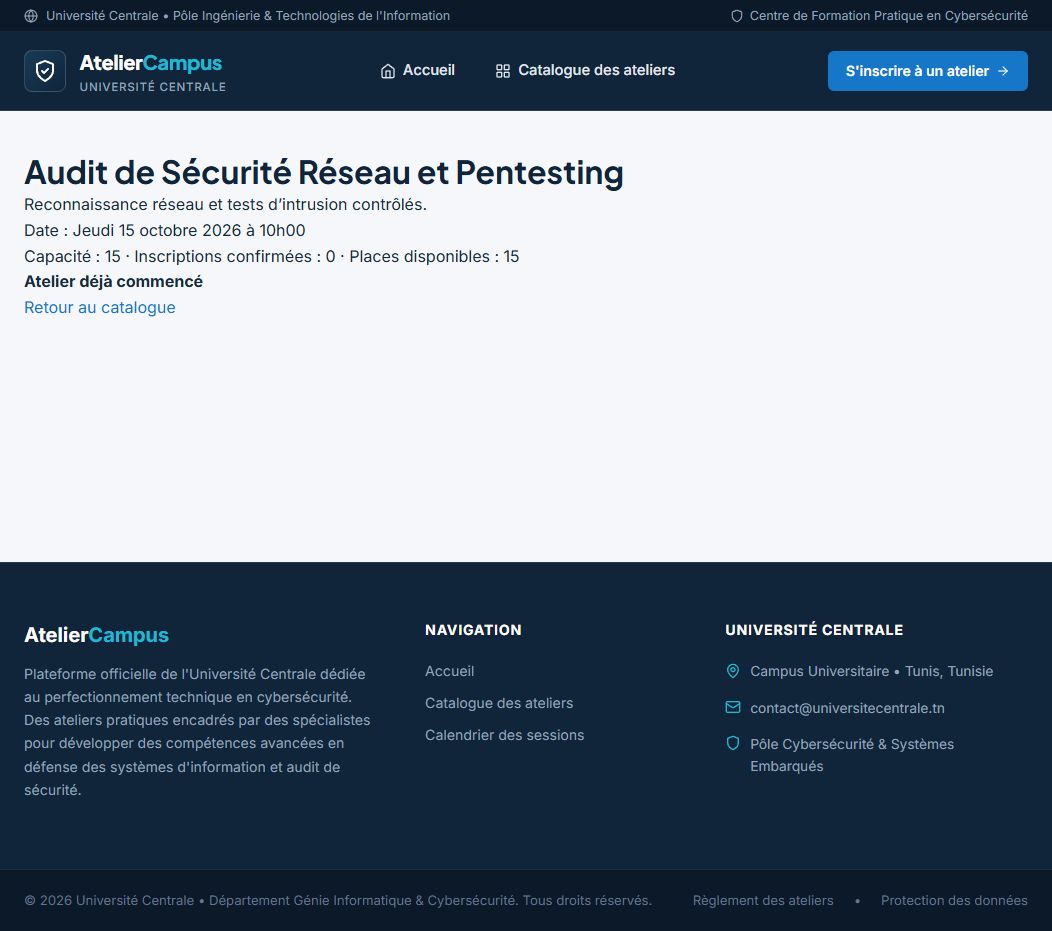 Université Centrale • Pôle Ingénierie & Technologies de l'Information
Centre de Formation Pratique en Cybersécurité
AtelierCampus
UNIVERSITÉ CENTRALE
Accueil
Catalogue des ateliers
S'inscrire à un atelier →
Audit de Sécurité Réseau et Pentesting
Reconnaissance réseau et tests d’intrusion contrôlés.
Date : Jeudi 15 octobre 2026 à 10h00
Capacité : 15 · Inscriptions confirmées : 0 · Places disponibles : 15
Atelier déjà commencé
Retour au catalogue
AtelierCampus
Plateforme officielle de l'Université Centrale dédiée
au perfectionnement technique en cybersécurité.
Des ateliers pratiques encadrés par des spécialistes
pour développer des compétences avancées en
défense des systèmes d'information et audit de
sécurité.
NAVIGATION
Accueil
Catalogue des ateliers
Calendrier des sessions
UNIVERSITÉ CENTRALE
Campus Universitaire • Tunis, Tunisie
contact@universitecentrale.tn
Pôle Cybersécurité & Systèmes
Embarqués
© 2026 Université Centrale • Département Génie Informatique & Cybersécurité. Tous droits réservés.
Règlement des ateliers • Protection des données